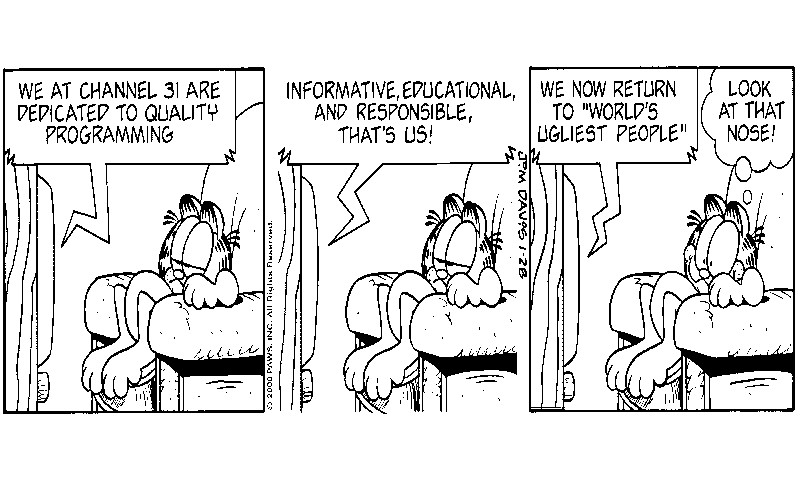 WE AT CHANNEL 31 ARE
DEDICATED TO QUALITY
PROGRAMMING
INFORMATIVE, EDUCATIONAL,
AND RESPONSIBLE,
THAT'S US!
WE NOW RETURN
TO "WORLD'S
UGLIEST PEOPLE"
LOOK
AT THAT
NOSE!
© 2000 PAWS, INC. All Rights Reserved.
JIM DAVIS 1-28